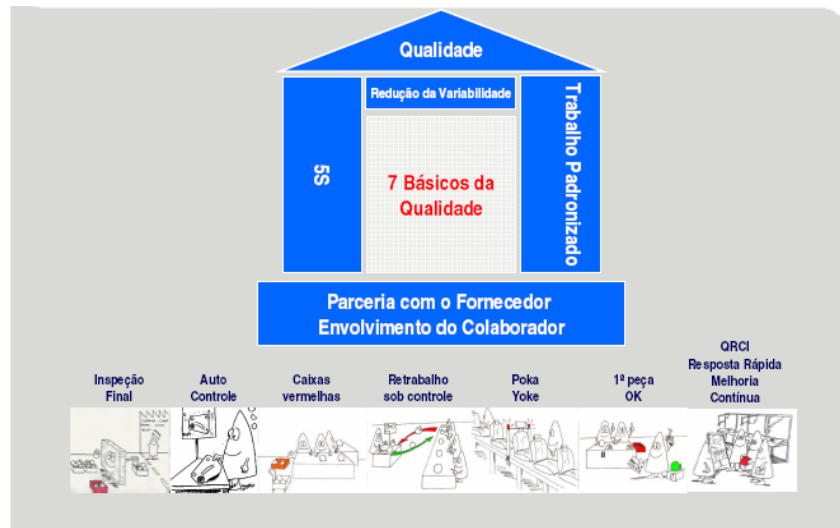 Qualidade
Redução da Variabilidade
5S
7 Básicos da
Qualidade
Trabalho Padronizado
Parceria com o Fornecedor
Envolvimento do Colaborador
Inspeção
Final
Auto
Controle
Caixas
vermelhas
Retrabalho
sob controle
Poka
Yoke
1ª peça
OK
QRCI
Resposta Rápida
Melhoria
Contínua